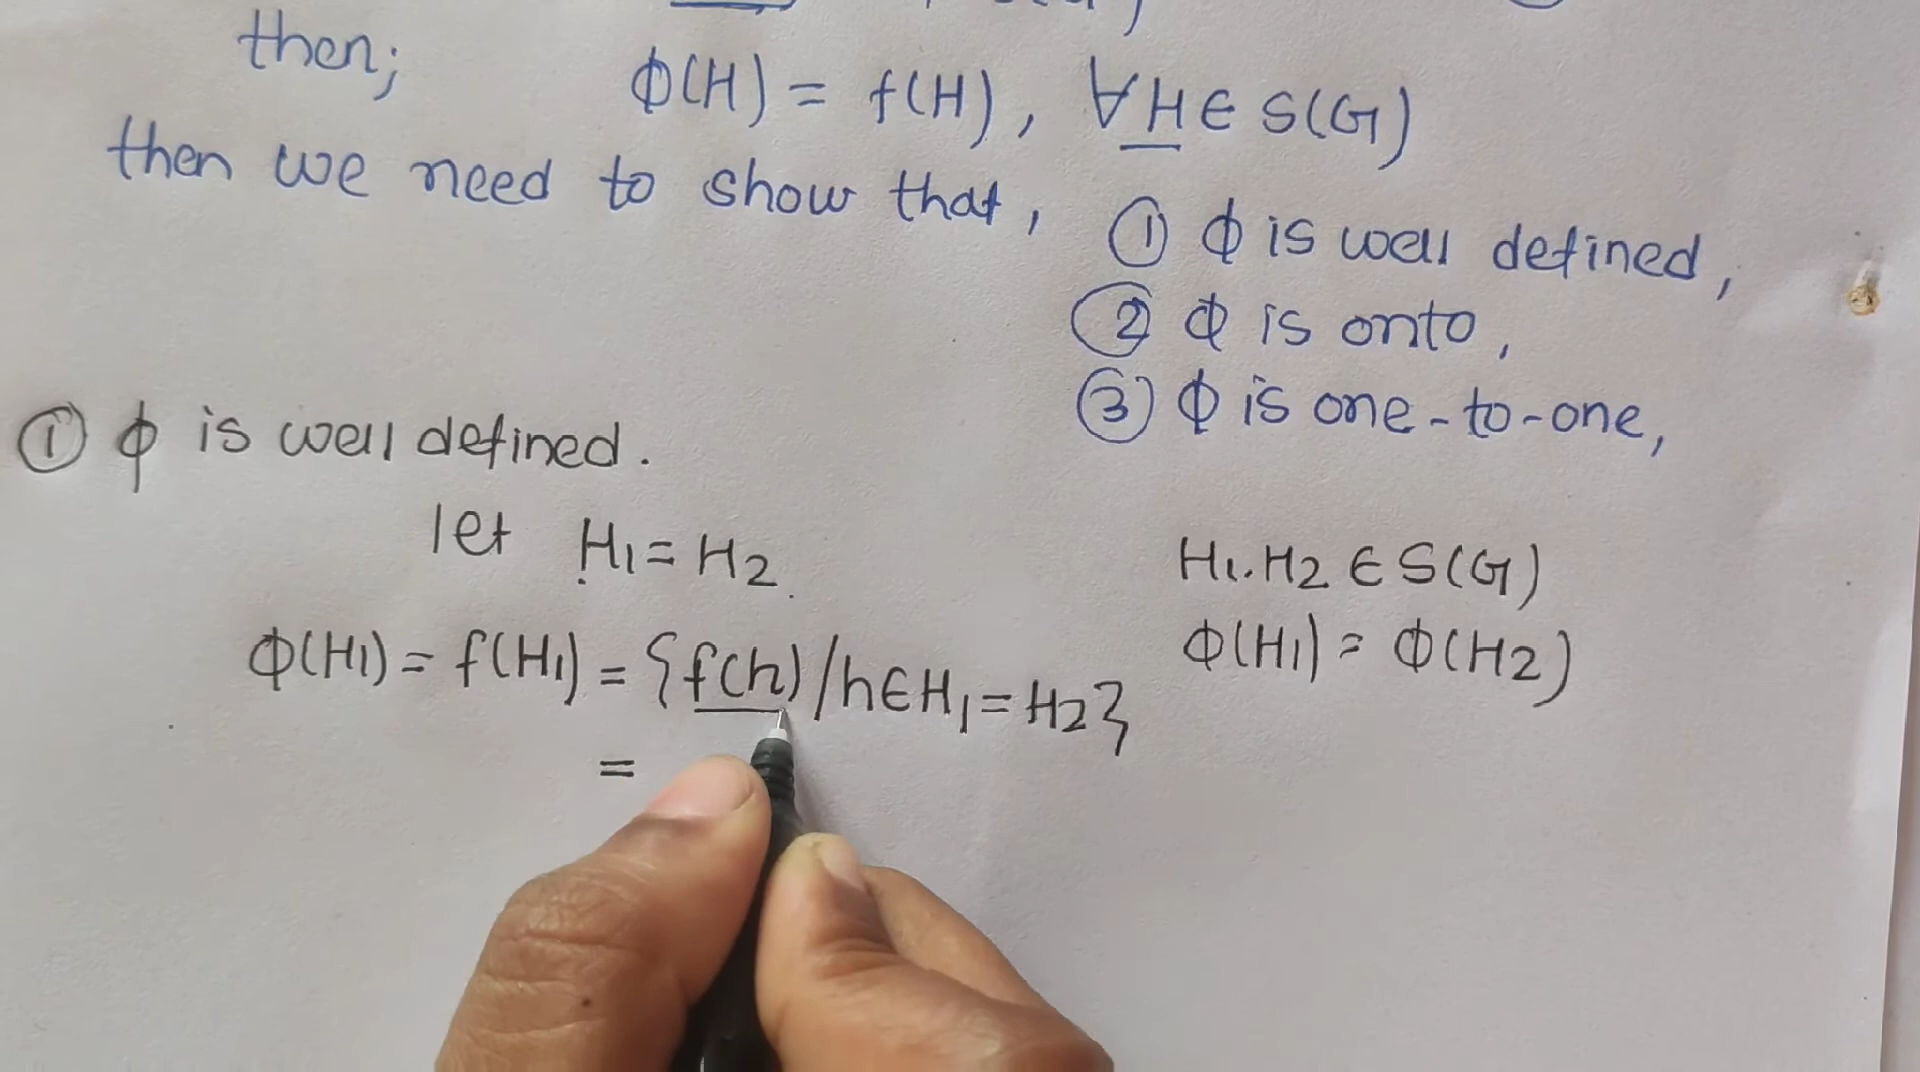 then;
ϕ(H) = f(H), ∀H ∈ S(G)
then we need to show that,
① ϕ is well defined,
② ϕ is onto,
③ ϕ is one-to-one,
① ϕ is well defined.
let H1 = H2
H1. H2 ∈ S(G)
ϕ(H1) = f(H1) = {f(h)/h∈H1 = H2}
ϕ(H1) = ϕ(H2)
=